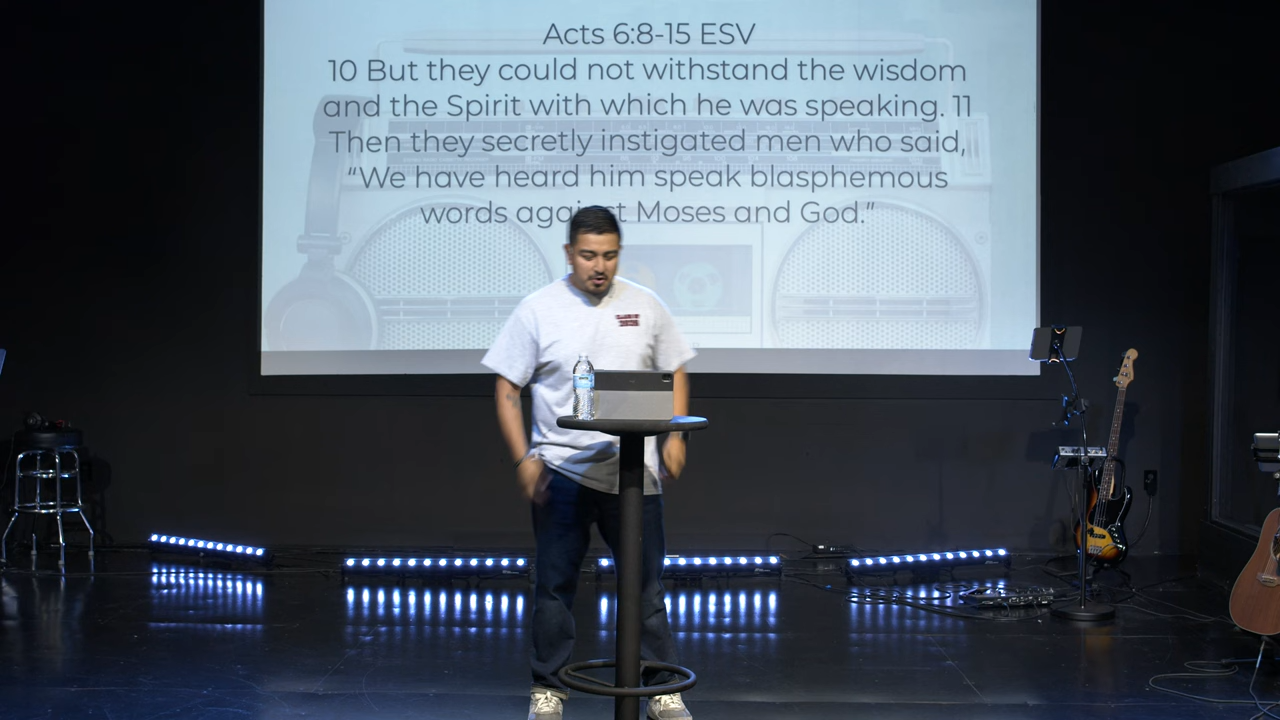 Acts 6:8-15 ESV
10 But they could not withstand the wisdom
and the Spirit with which he was speaking. 11
Then they secretly instigated men who said,
“We have heard him speak blasphemous
words against Moses and God.”